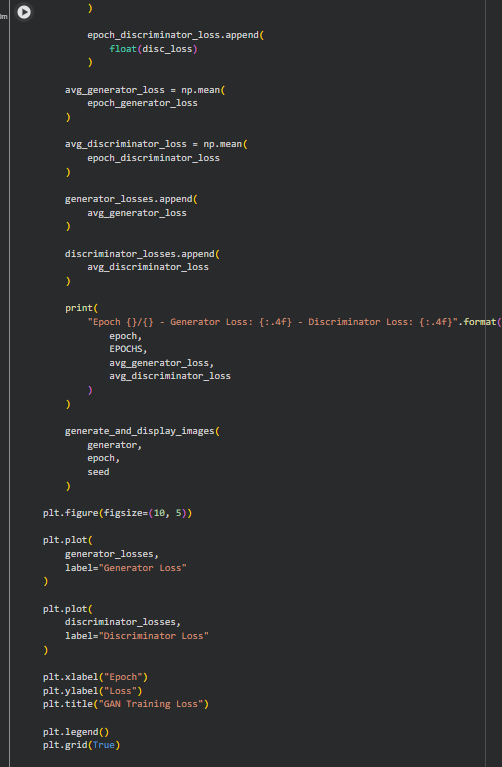 lm
)
epoch_discriminator_loss.append(
float(disc_loss)
)
avg_generator_loss = np.mean(
epoch_generator_loss
)
avg_discriminator_loss = np.mean(
epoch_discriminator_loss
)
generator_losses.append(
avg_generator_loss
)
discriminator_losses.append(
avg_discriminator_loss
)
print(
"Epoch {}/{} - Generator Loss: {:.4f} - Discriminator Loss: {:.4f}".format(
epoch,
EPOCHS,
avg_generator_loss,
avg_discriminator_loss
)
)
generate_and_display_images(
generator,
epoch,
seed
)
plt.figure(figsize=(10, 5))
plt.plot(
generator_losses,
label="Generator Loss"
)
plt.plot(
discriminator_losses,
label="Discriminator Loss"
)
plt.xlabel("Epoch")
plt.ylabel("Loss")
plt.title("GAN Training Loss")
plt.legend()
plt.grid(True)